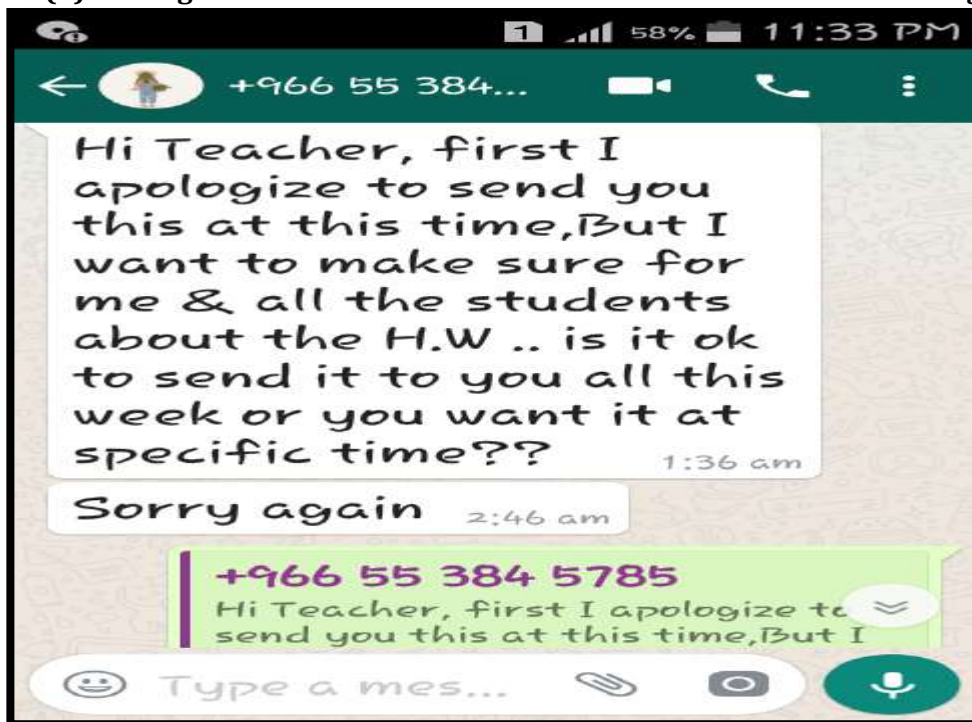 1 58% 11:33 PM
+966 55 384...
Hi Teacher, first I
apologize to send you
this at this time,But I
want to make sure for
me & all the students
about the H.W .. is it ok
to send it to you all this
week or you want it at
specific time??
1:36 am
Sorry again 2:46 am
+966 55 384 5785
Hi Teacher, first I apologize to
send you this at this time,But I
Type a mes...